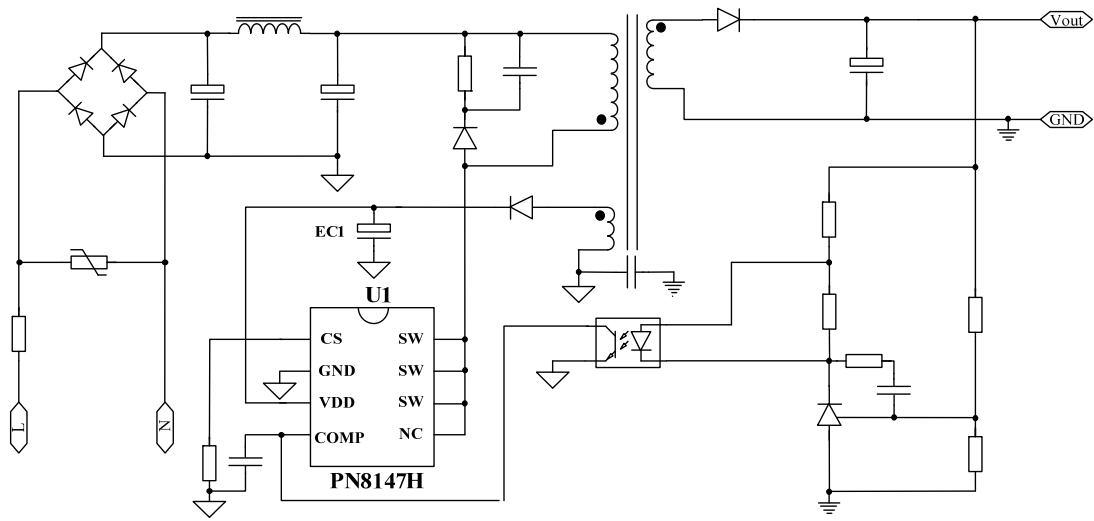 Vout
GND
EC1
U1
CS SW
GND SW
VDD SW
COMP NC
PN8147H
L
N